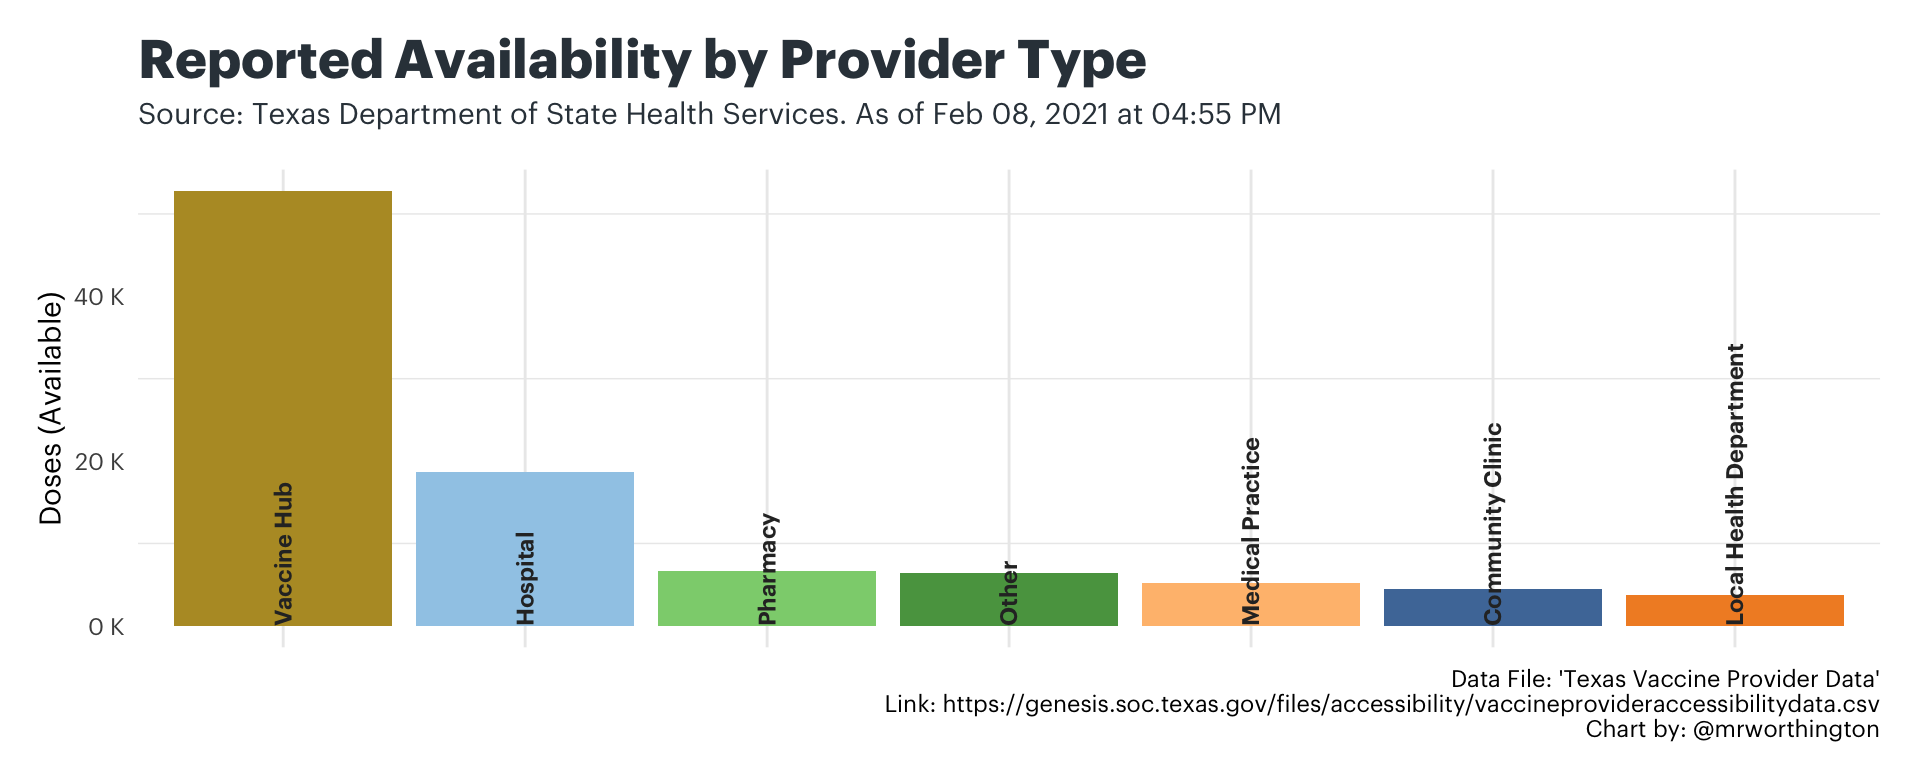 Reported Availability by Provider Type
Source: Texas Department of State Health Services. As of Feb 08, 2021 at 04:55 PM
Doses (Available)
40 K
20 K
0 K
Vaccine Hub
Hospital
Pharmacy
Other
Medical Practice
Community Clinic
Local Health Department
Data File: 'Texas Vaccine Provider Data'
Link: https://genesis.soc.texas.gov/files/accessibility/vaccineprovideraccessibilitydata.csv
Chart by: @mrworthington